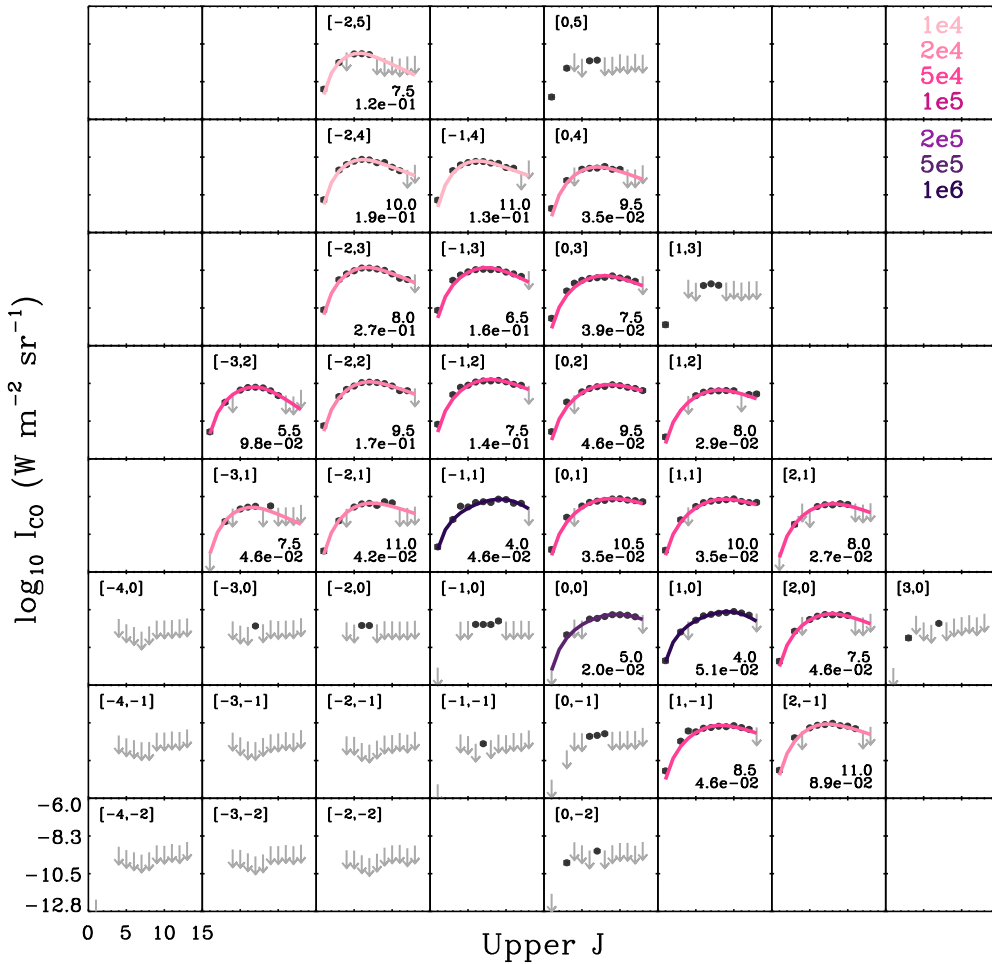 [-2,5]
7.5
1.2e-01
[0,5]
1e4
2e4
5e4
1e5
2e5
5e5
1e6
[-2,4]
10.0
1.9e-01
[-1,4]
11.0
1.3e-01
[0,4]
9.5
3.5e-02
[-2,3]
8.0
2.7e-01
[-1,3]
6.5
1.6e-01
[0,3]
7.5
3.9e-02
[1,3]
[-3,2]
5.5
9.8e-02
[-2,2]
9.5
1.7e-01
[-1,2]
7.5
1.4e-01
[0,2]
9.5
4.6e-02
[1,2]
8.0
2.9e-02
[-3,1]
7.5
4.6e-02
[-2,1]
11.0
4.2e-02
[-1,1]
4.0
4.6e-02
[0,1]
10.5
3.5e-02
[1,1]
10.0
3.5e-02
[2,1]
8.0
2.7e-02
[-4,0]
[-3,0]
[-2,0]
[-1,0]
[0,0]
5.0
2.0e-02
[1,0]
4.0
5.1e-02
[2,0]
7.5
4.6e-02
[3,0]
[-4,-1]
[-3,-1]
[-2,-1]
[-1,-1]
[0,-1]
[1,-1]
8.5
4.6e-02
[2,-1]
11.0
8.9e-02
[-4,-2]
[-3,-2]
[-2,-2]
[0,-2]
-6.0
-8.3
-10.5
-12.8
0 5 10 15
log₁₀ I_CO (W m⁻² sr⁻¹)
Upper J